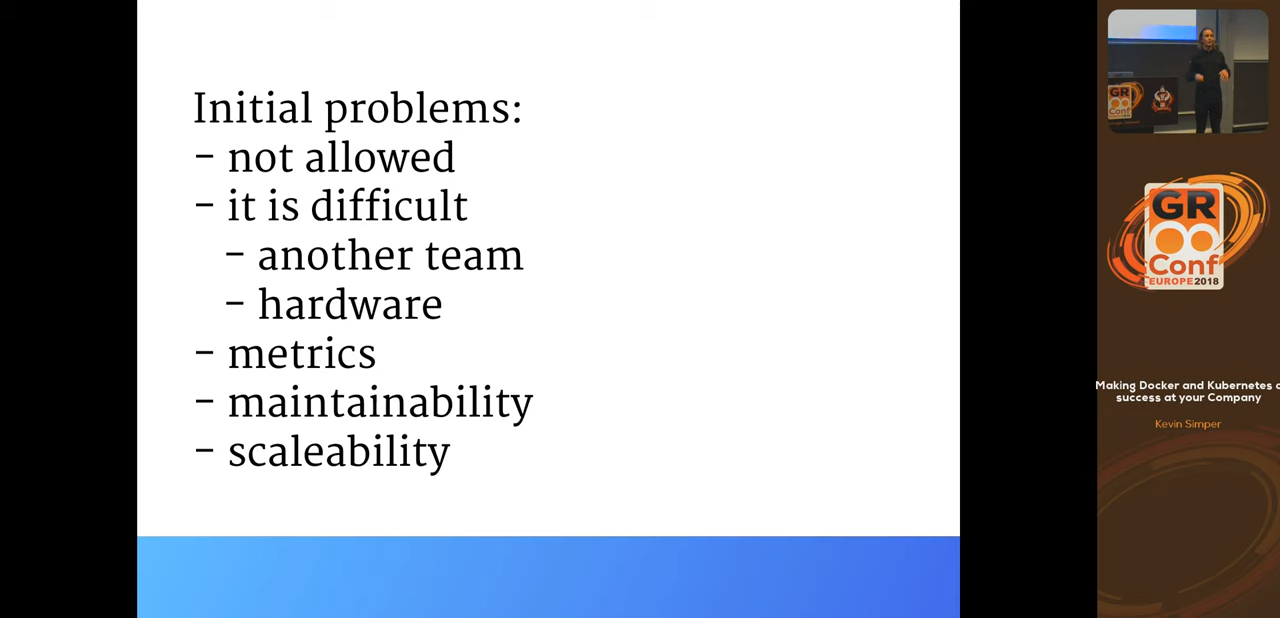 Initial problems:
- not allowed
- it is difficult
- another team
- hardware
- metrics
- maintainability
- scaleability
GR
GR
Conf
EUROPE 2018
Making Docker and Kubernetes a
success at your Company
Kevin Simper